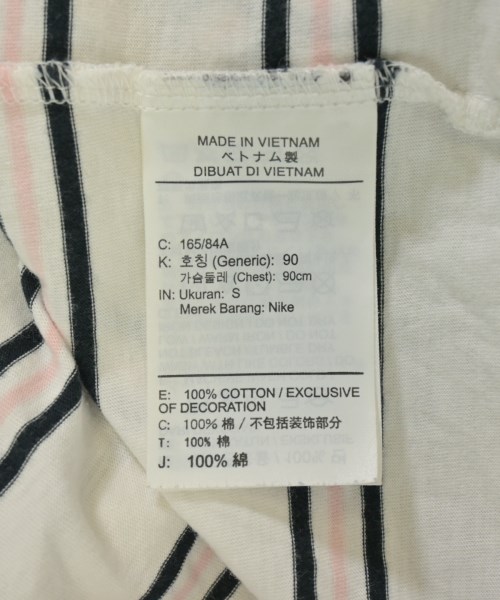 MADE IN VIETNAM
ベトナム製
DIBUAT DI VIETNAM
C: 165/84A
K: 호칭 (Generic): 90
가슴둘레 (Chest): 90cm
IN: Ukuran: S
Merek Barang: Nike
E: 100% COTTON / EXCLUSIVE
OF DECORATION
C: 100% 棉 / 不包括装饰部分
T: 100% 棉
J: 100% 綿